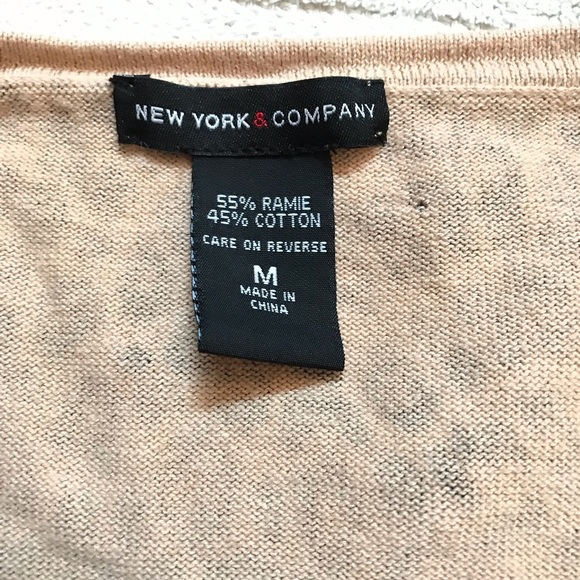 NEW YORK & COMPANY
55% RAMIE
45% COTTON
CARE ON REVERSE
M
MADE IN
CHINA